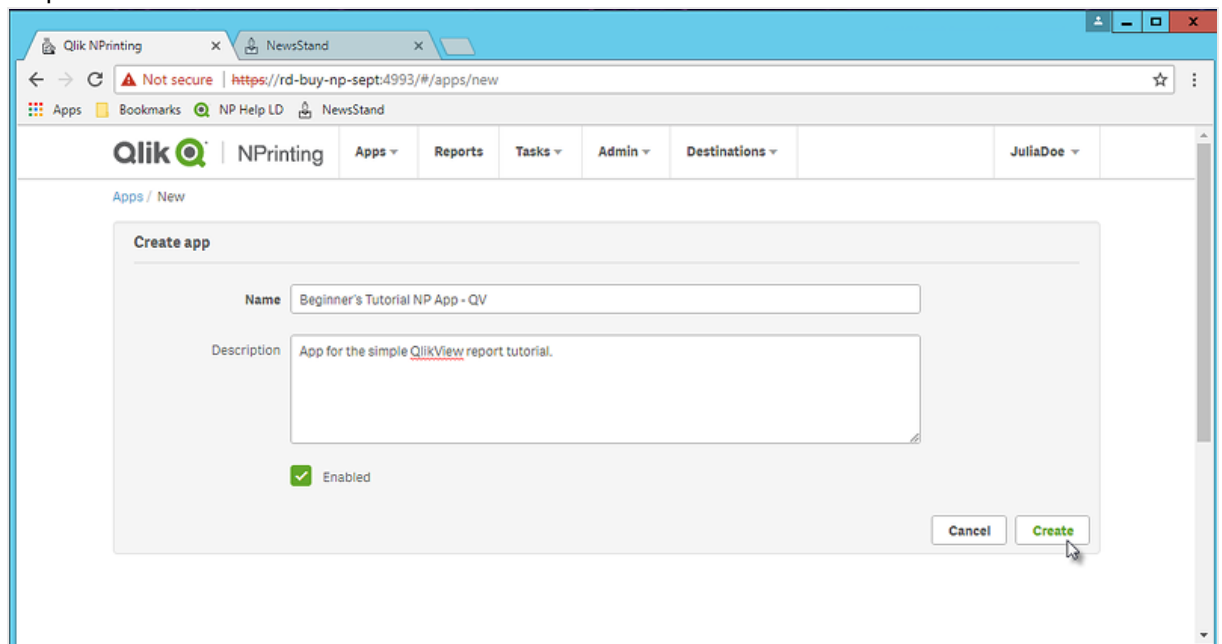 Qlik NPrinting
NewsStand
Not secure | https://rd-buy-np-sept:4993/#/apps/new
Apps Bookmarks NP Help LD NewsStand
Qlik NPrinting Apps Reports Tasks Admin Destinations JuliaDoe
Apps / New
Create app
Name Beginner's Tutorial NP App - QV
Description App for the simple QlikView report tutorial.
Enabled
Cancel Create